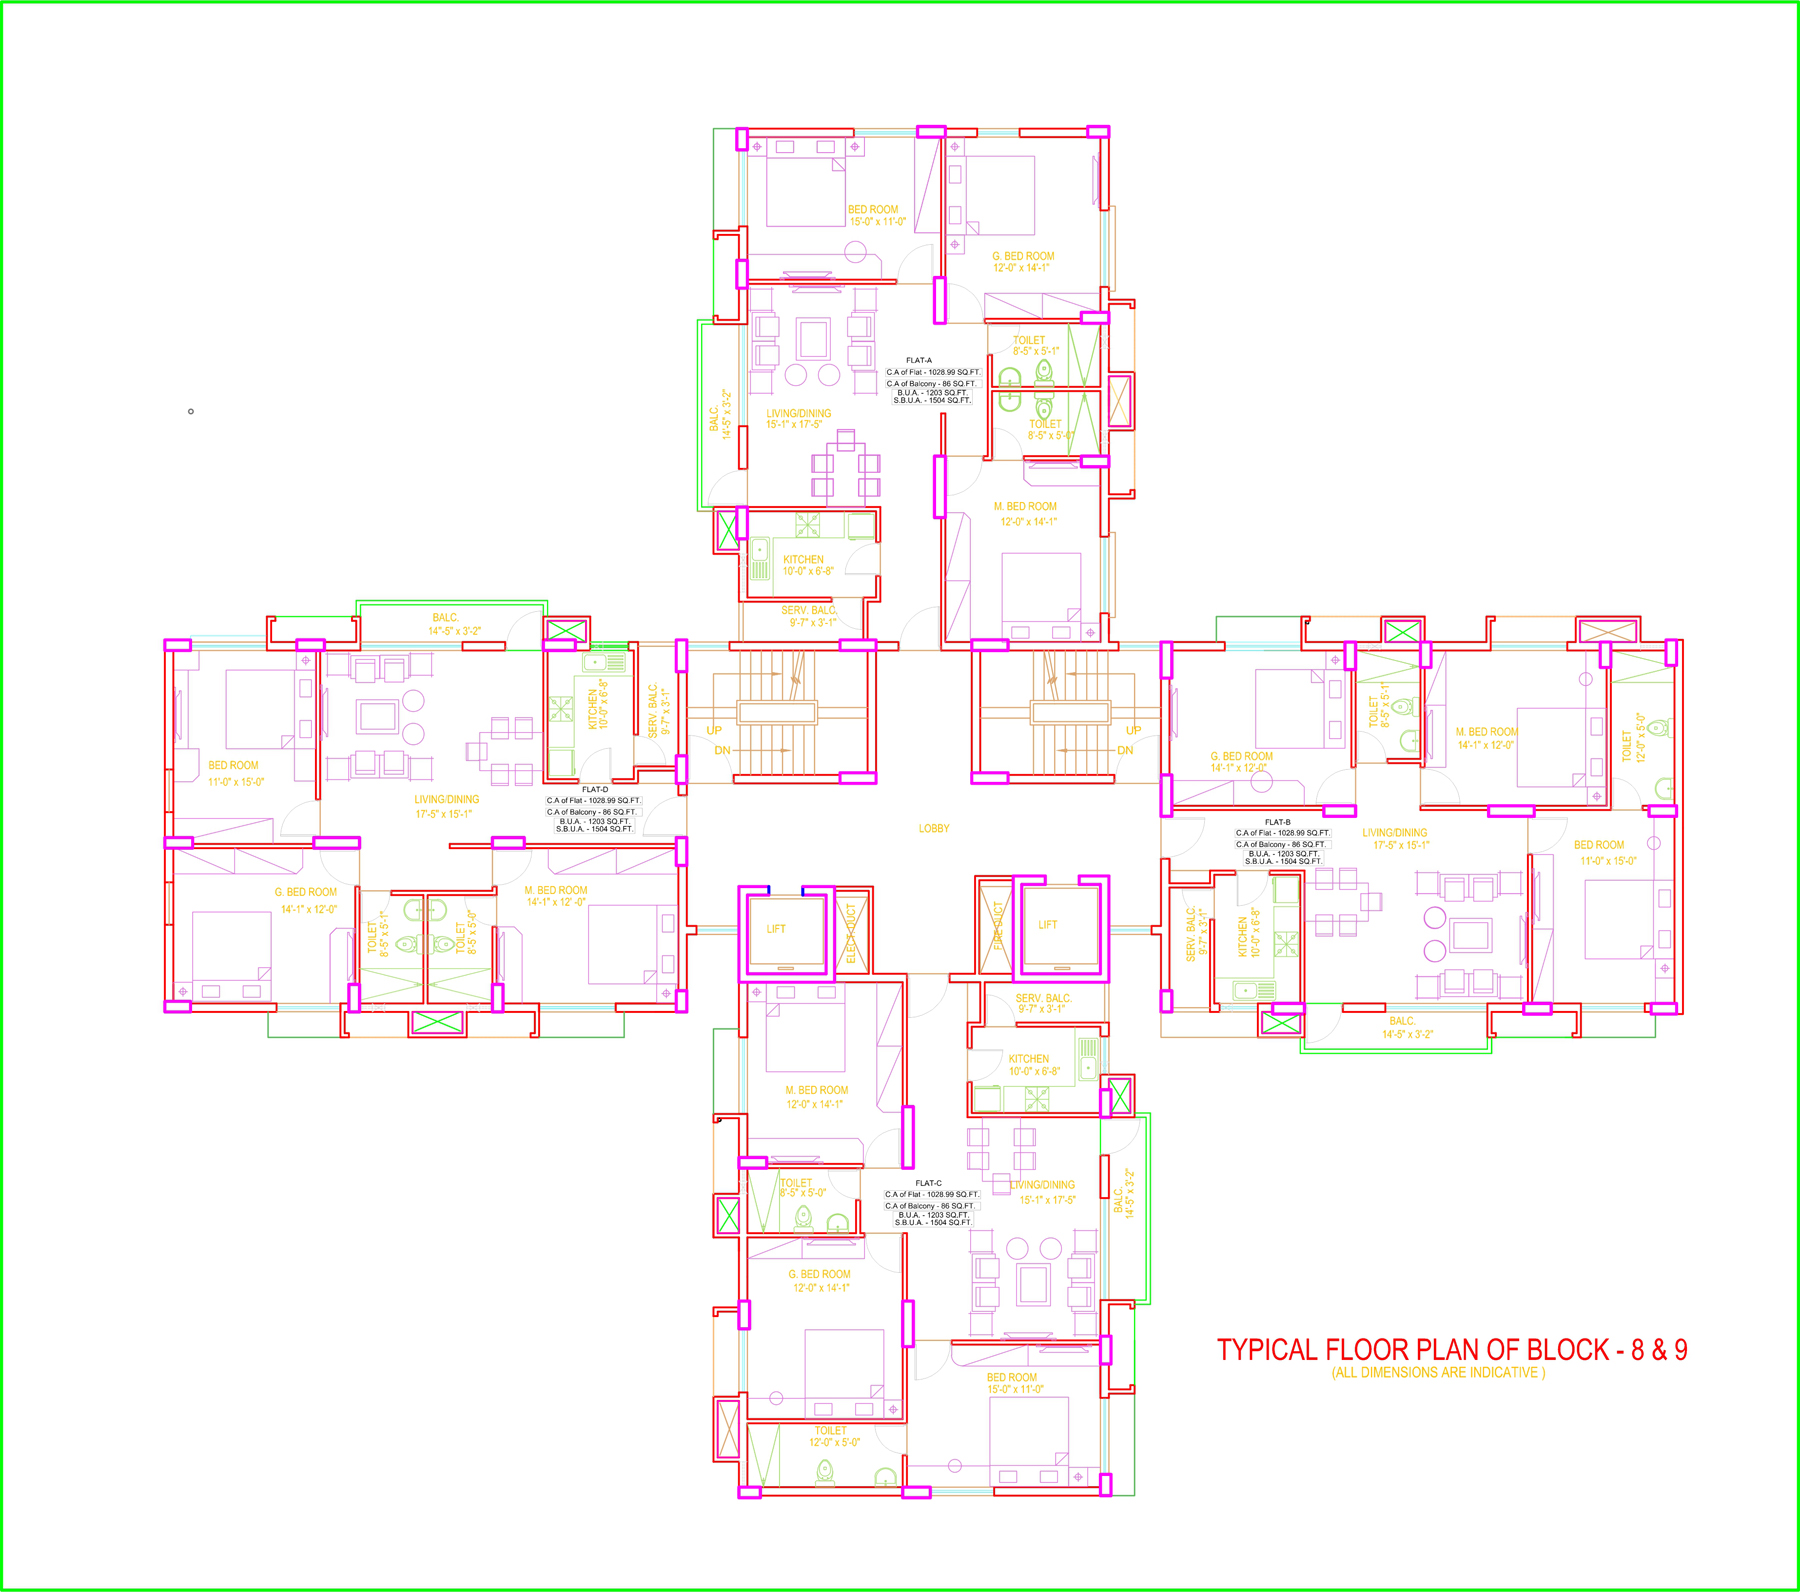 BED ROOM
15'-0" x 11'-0"
G. BED ROOM
12'-0" x 14'-1"
TOILET
8'-5" x 5'-1"
FLAT-A
C.A of Flat - 1028.99 SQ.FT.
C.A of Balcony - 86 SQ.FT.
B.U.A. - 1203 SQ.FT.
S.B.U.A. - 1504 SQ.FT.
BALC.
14'-5" x 3'-2"
LIVING/DINING
15'-1" x 17'-5"
TOILET
8'-5" x 5'-0"
M. BED ROOM
12'-0" x 14'-1"
KITCHEN
10'-0" x 6'-8"
SERV. BALC.
9'-7" x 3'-1"
BALC.
14"-5" x 3'-2"
KITCHEN
10'-0" x 6'-8"
SERV. BALC.
9'-7" x 3'-1"
BED ROOM
11'-0" x 15'-0"
LIVING/DINING
17'-5" x 15'-1"
FLAT-D
C.A of Flat - 1028.99 SQ.FT.
C.A of Balcony - 86 SQ.FT.
B.U.A. - 1203 SQ.FT.
S.B.U.A. - 1504 SQ.FT.
UP
DN
UP
DN
LOBBY
G. BED ROOM
14'-1" x 12'-0"
TOILET
8'-5" x 5'-1"
M. BED ROOM
14'-1" x 12'-0"
TOILET
12'-0" x 5'-0"
FLAT-B
C.A of Flat - 1028.99 SQ.FT.
C.A of Balcony - 86 SQ.FT.
B.U.A. - 1203 SQ.FT.
S.B.U.A. - 1504 SQ.FT.
LIVING/DINING
17'-5" x 15'-1"
BED ROOM
11'-0" x 15'-0"
G. BED ROOM
14'-1" x 12'-0"
TOILET
8'-5" x 5'-1"
TOILET
8'-5" x 5'-0"
M. BED ROOM
14'-1" x 12' -0"
LIFT
ELECT. DUCT
FIRE DUCT
LIFT
SERV. BALC.
9'-7" x 3'-1"
KITCHEN
10'-0" x 6'-8"
BALC.
14'-5" x 3'-2"
SERV. BALC.
9'-7" x 3'-1"
KITCHEN
10'-0" x 6'-8"
M. BED ROOM
12'-0" x 14'-1"
TOILET
8'-5" x 5'-0"
FLAT-C
C.A of Flat - 1028.99 SQ.FT.
C.A of Balcony - 86 SQ.FT.
B.U.A. - 1203 SQ.FT.
S.B.U.A. - 1504 SQ.FT.
LIVING/DINING
15'-1" x 17'-5"
BALC.
14'-5" x 3'-2"
G. BED ROOM
12'-0" x 14'-1"
BED ROOM
15'-0" x 11'-0"
TOILET
12'-0" x 5'-0"
TYPICAL FLOOR PLAN OF BLOCK - 8 & 9
(ALL DIMENSIONS ARE INDICATIVE )